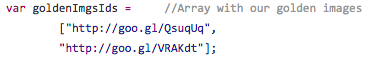 var goldenImgsIds =     //Array with our golden images
        ["http://goo.gl/QsuqUq",
        "http://goo.gl/VRAKdt"];